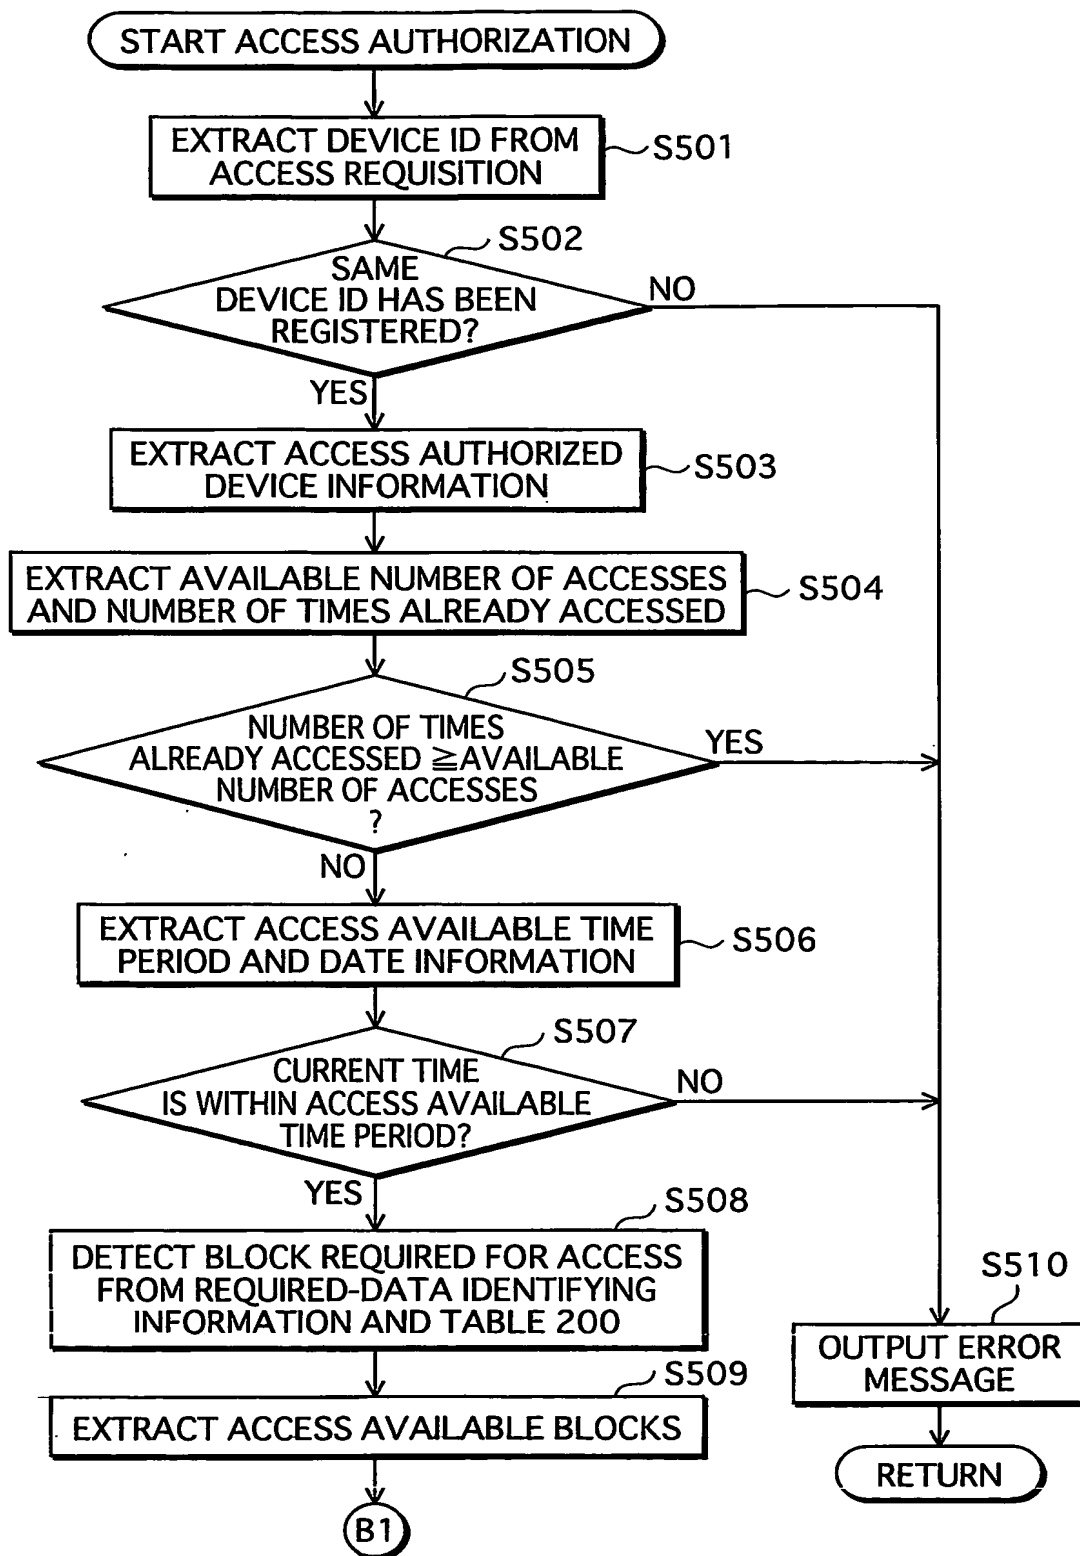 START ACCESS AUTHORIZATION
EXTRACT DEVICE ID FROM
ACCESS REQUISITION
S501
S502
SAME
DEVICE ID HAS BEEN
REGISTERED?
NO
YES
EXTRACT ACCESS AUTHORIZED
DEVICE INFORMATION
S503
EXTRACT AVAILABLE NUMBER OF ACCESSES
AND NUMBER OF TIMES ALREADY ACCESSED
S504
S505
NUMBER OF TIMES
ALREADY ACCESSED ≧AVAILABLE
NUMBER OF ACCESSES
?
YES
NO
EXTRACT ACCESS AVAILABLE TIME
PERIOD AND DATE INFORMATION
S506
S507
CURRENT TIME
IS WITHIN ACCESS AVAILABLE
TIME PERIOD?
NO
YES
S508
DETECT BLOCK REQUIRED FOR ACCESS
FROM REQUIRED-DATA IDENTIFYING
INFORMATION AND TABLE 200
S509
EXTRACT ACCESS AVAILABLE BLOCKS
B1
S510
OUTPUT ERROR
MESSAGE
RETURN